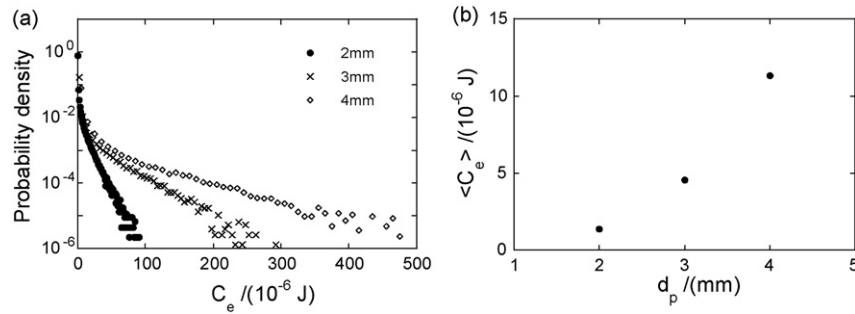 (a)
Probability density
10^0
10^-2
10^-4
10^-6
2mm
3mm
4mm
0 100 200 300 400 500
C_e /(10^-6 J)
(b)
<C_e> /(10^-6 J)
15
10
5
0
1 2 3 4 5
d_p /(mm)